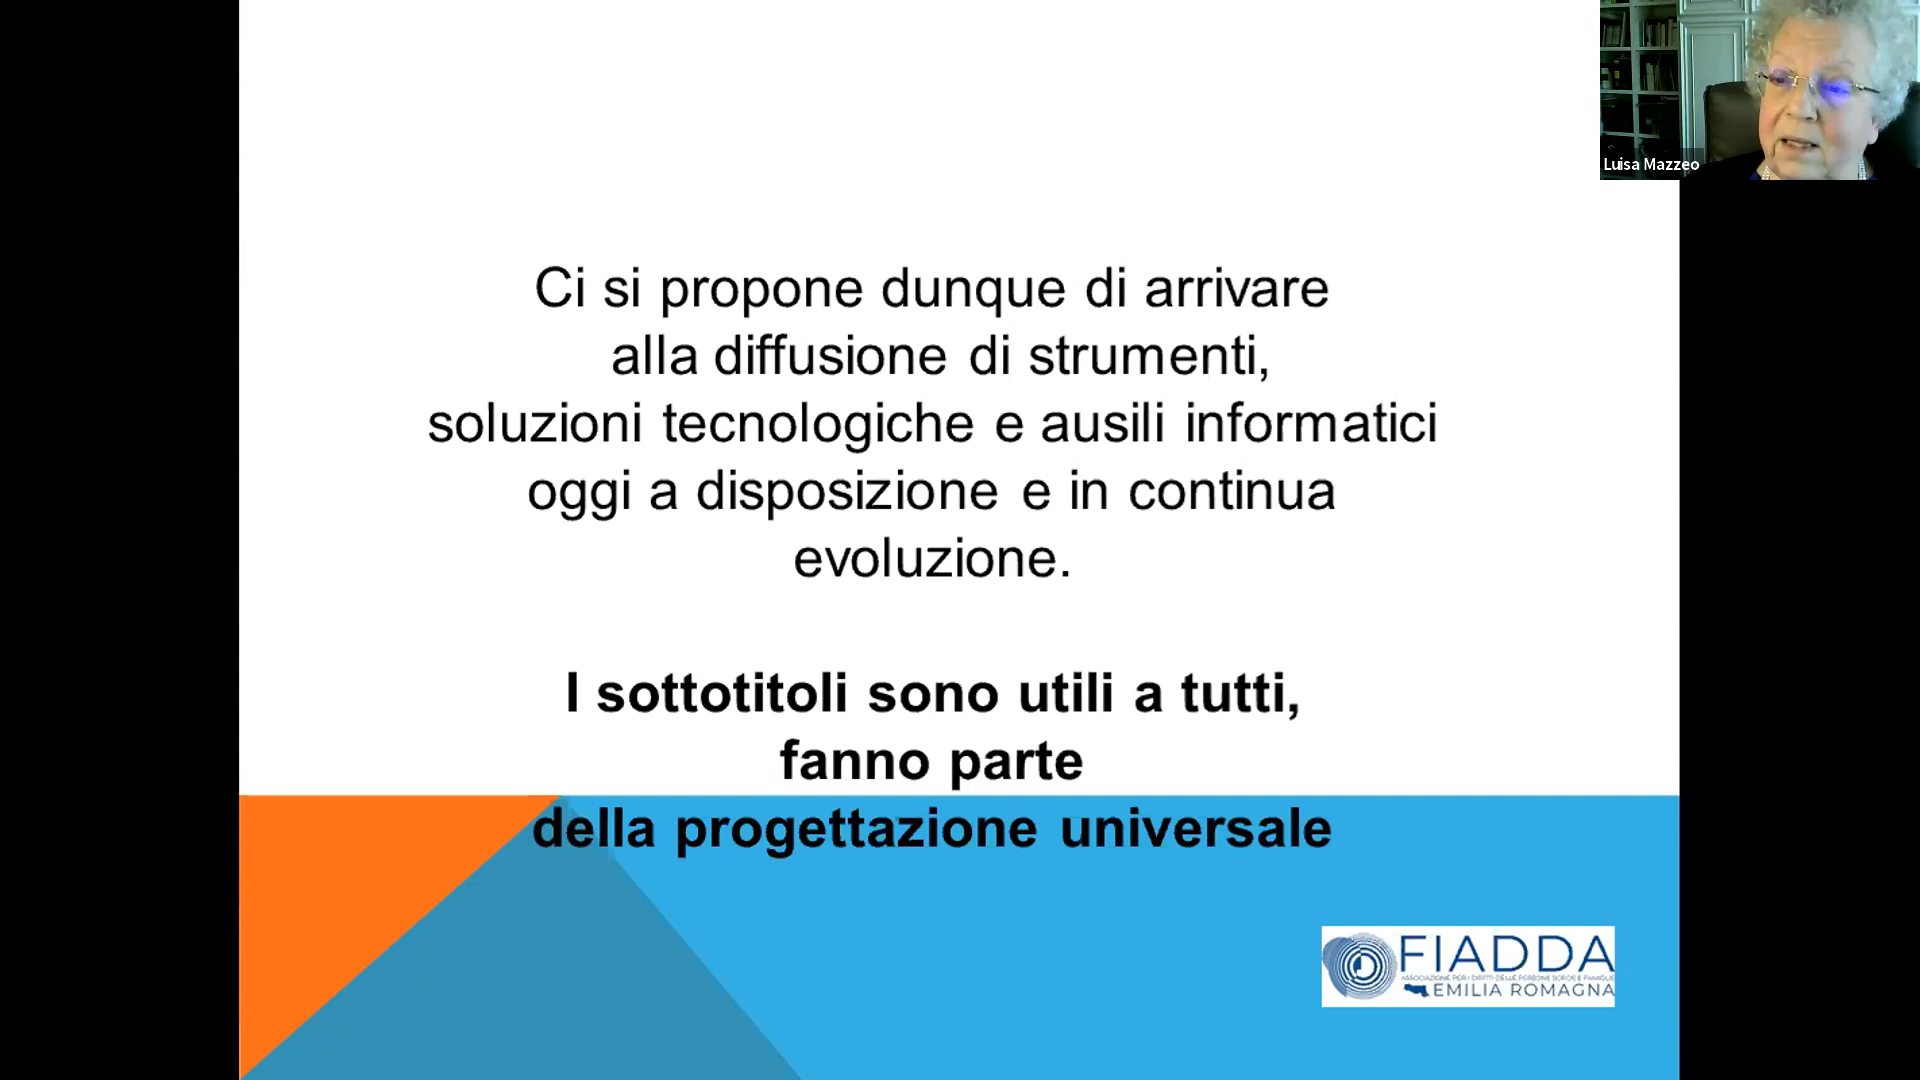 Luisa Mazzeo
Ci si propone dunque di arrivare
alla diffusione di strumenti,
soluzioni tecnologiche e ausili informatici
oggi a disposizione e in continua
evoluzione.
I sottotitoli sono utili a tutti,
fanno parte
della progettazione universale
FIADDA
ASSOCIAZIONE PER I DIRITTI DELLE PERSONE SORDE E FAMIGLIE
EMILIA ROMAGNA